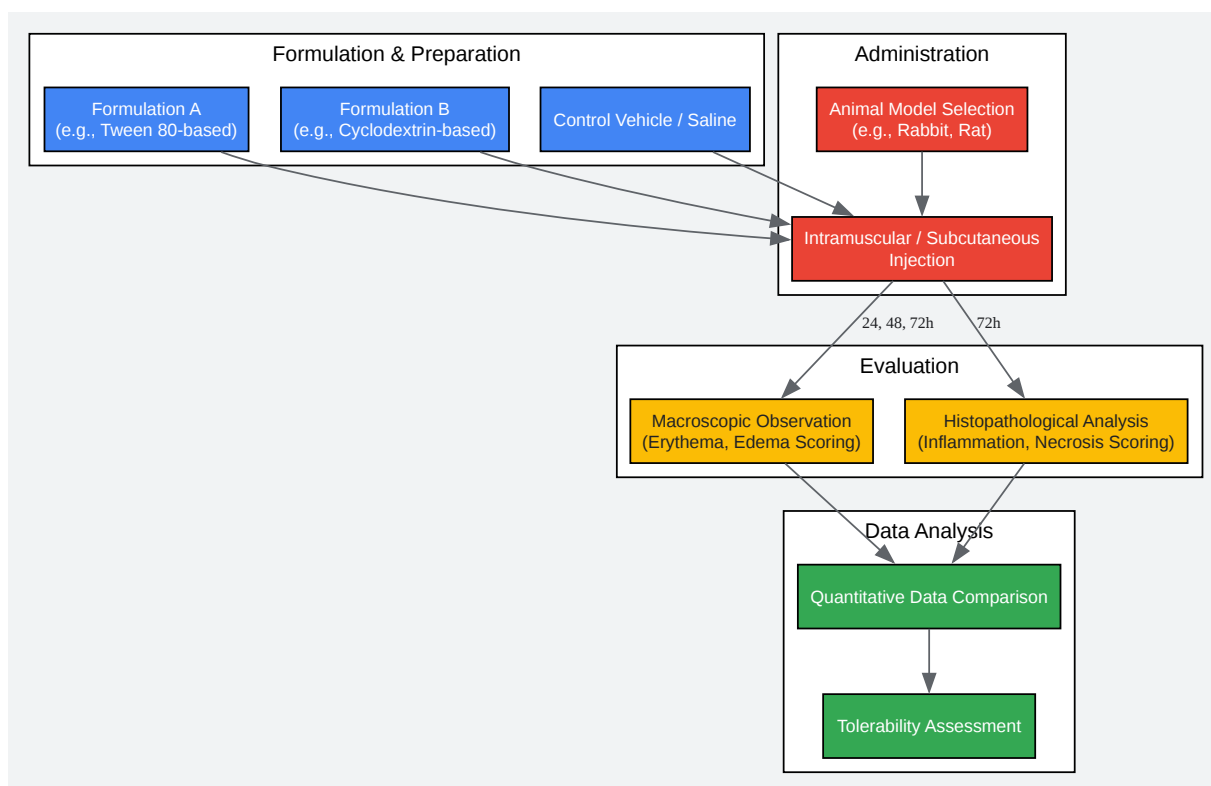 Formulation & Preparation
Formulation A
(e.g., Tween 80-based)
Formulation B
(e.g., Cyclodextrin-based)
Control Vehicle / Saline
Administration
Animal Model Selection
(e.g., Rabbit, Rat)
Intramuscular / Subcutaneous
Injection
24, 48, 72h
72h
Evaluation
Macroscopic Observation
(Erythema, Edema Scoring)
Histopathological Analysis
(Inflammation, Necrosis Scoring)
Data Analysis
Quantitative Data Comparison
Tolerability Assessment